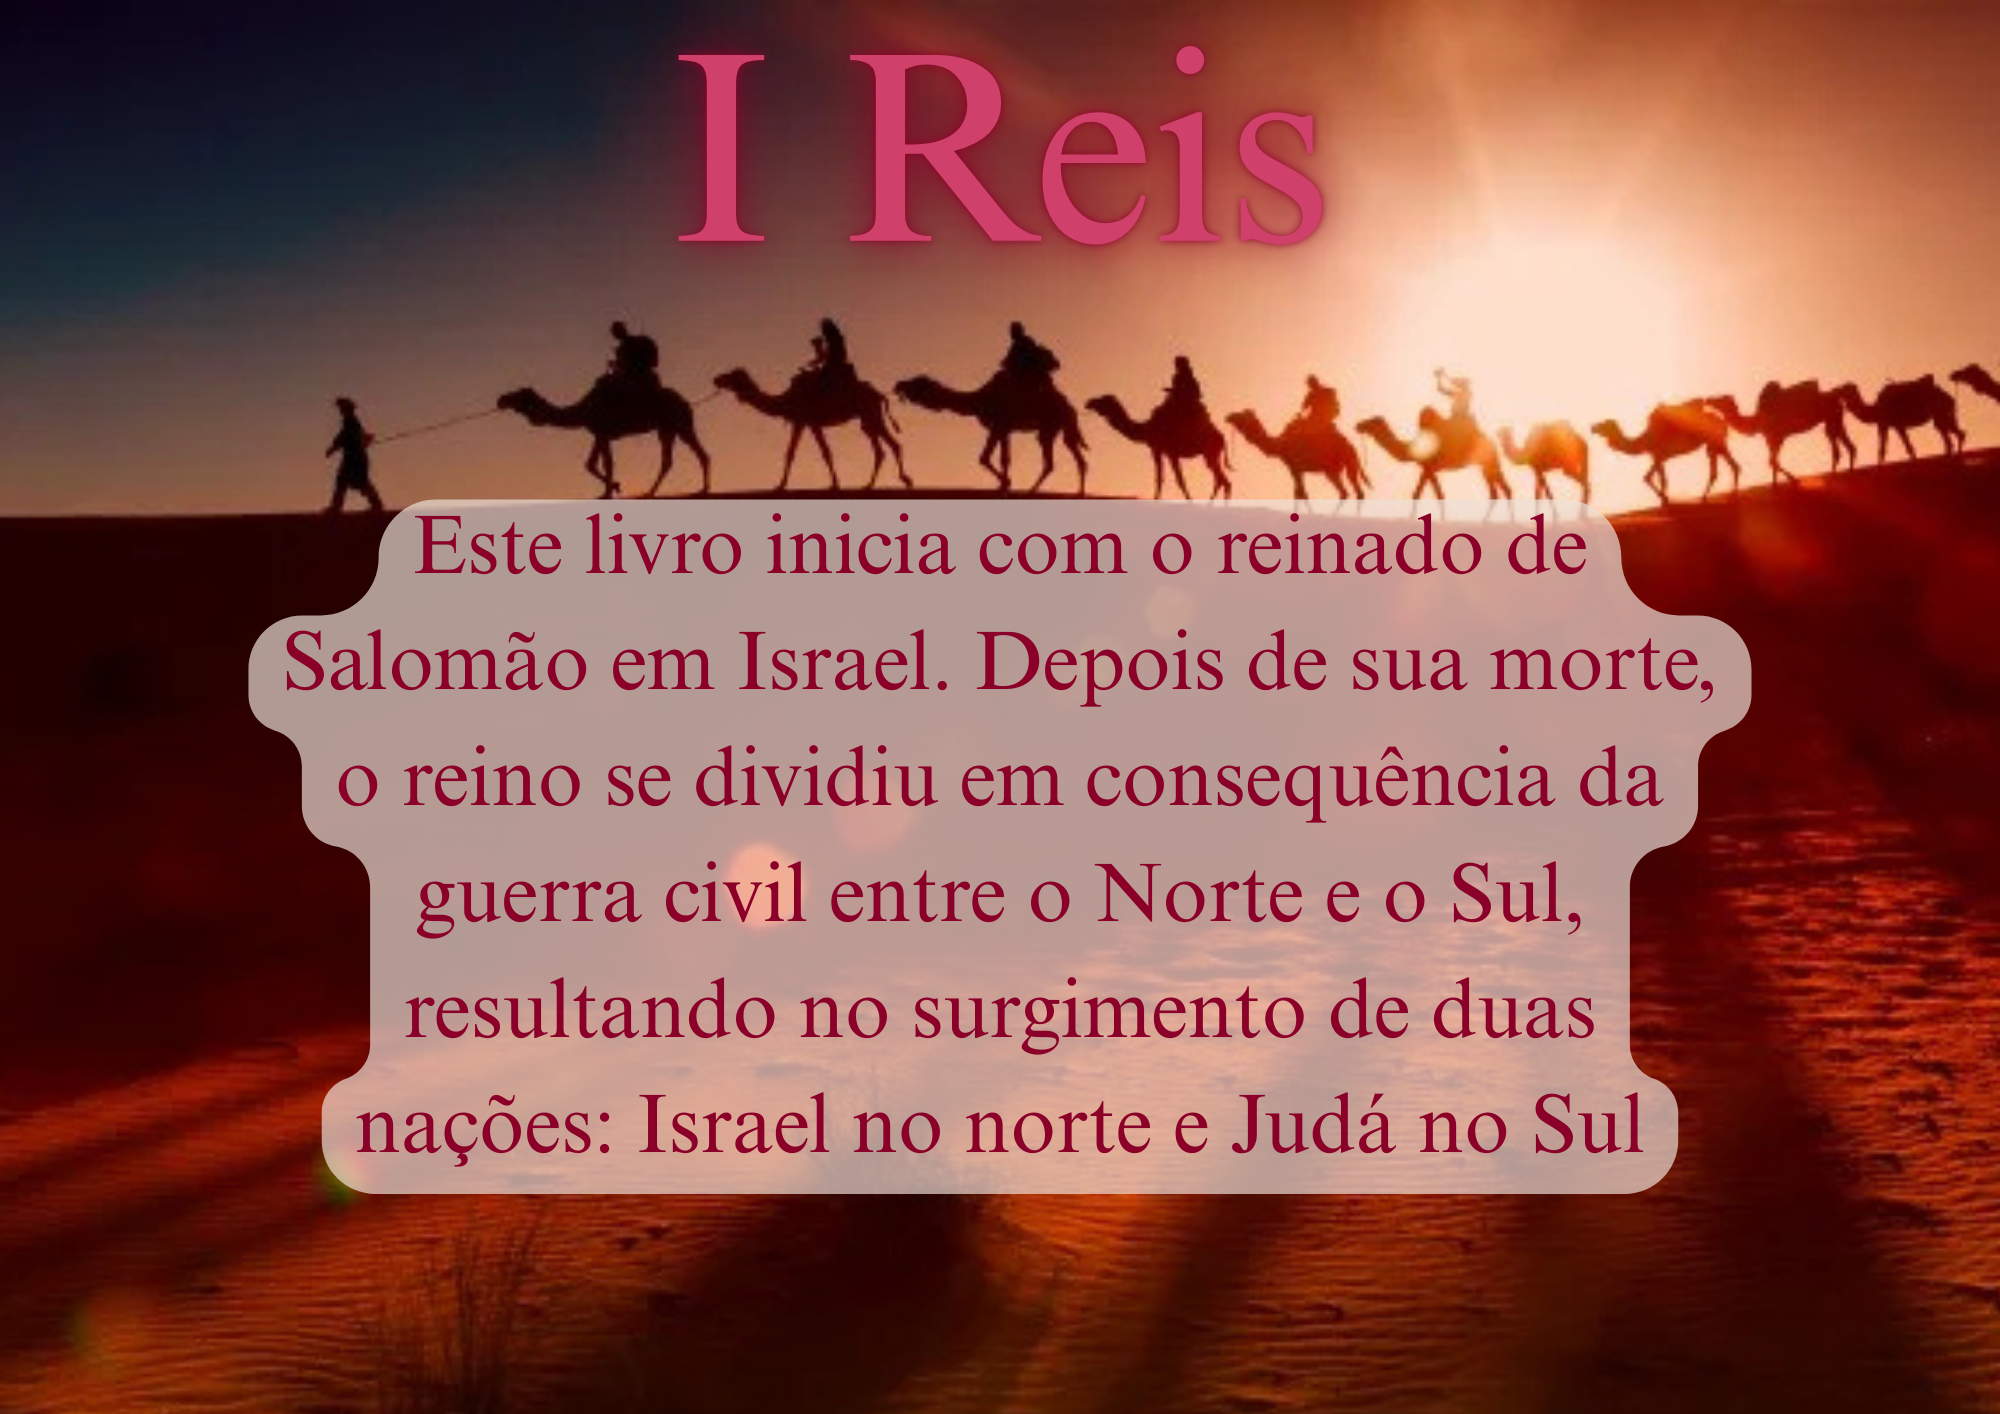 I Reis
Este livro inicia com o reinado de
Salomão em Israel. Depois de sua morte,
o reino se dividiu em consequência da
guerra civil entre o Norte e o Sul,
resultando no surgimento de duas
nações: Israel no norte e Judá no Sul